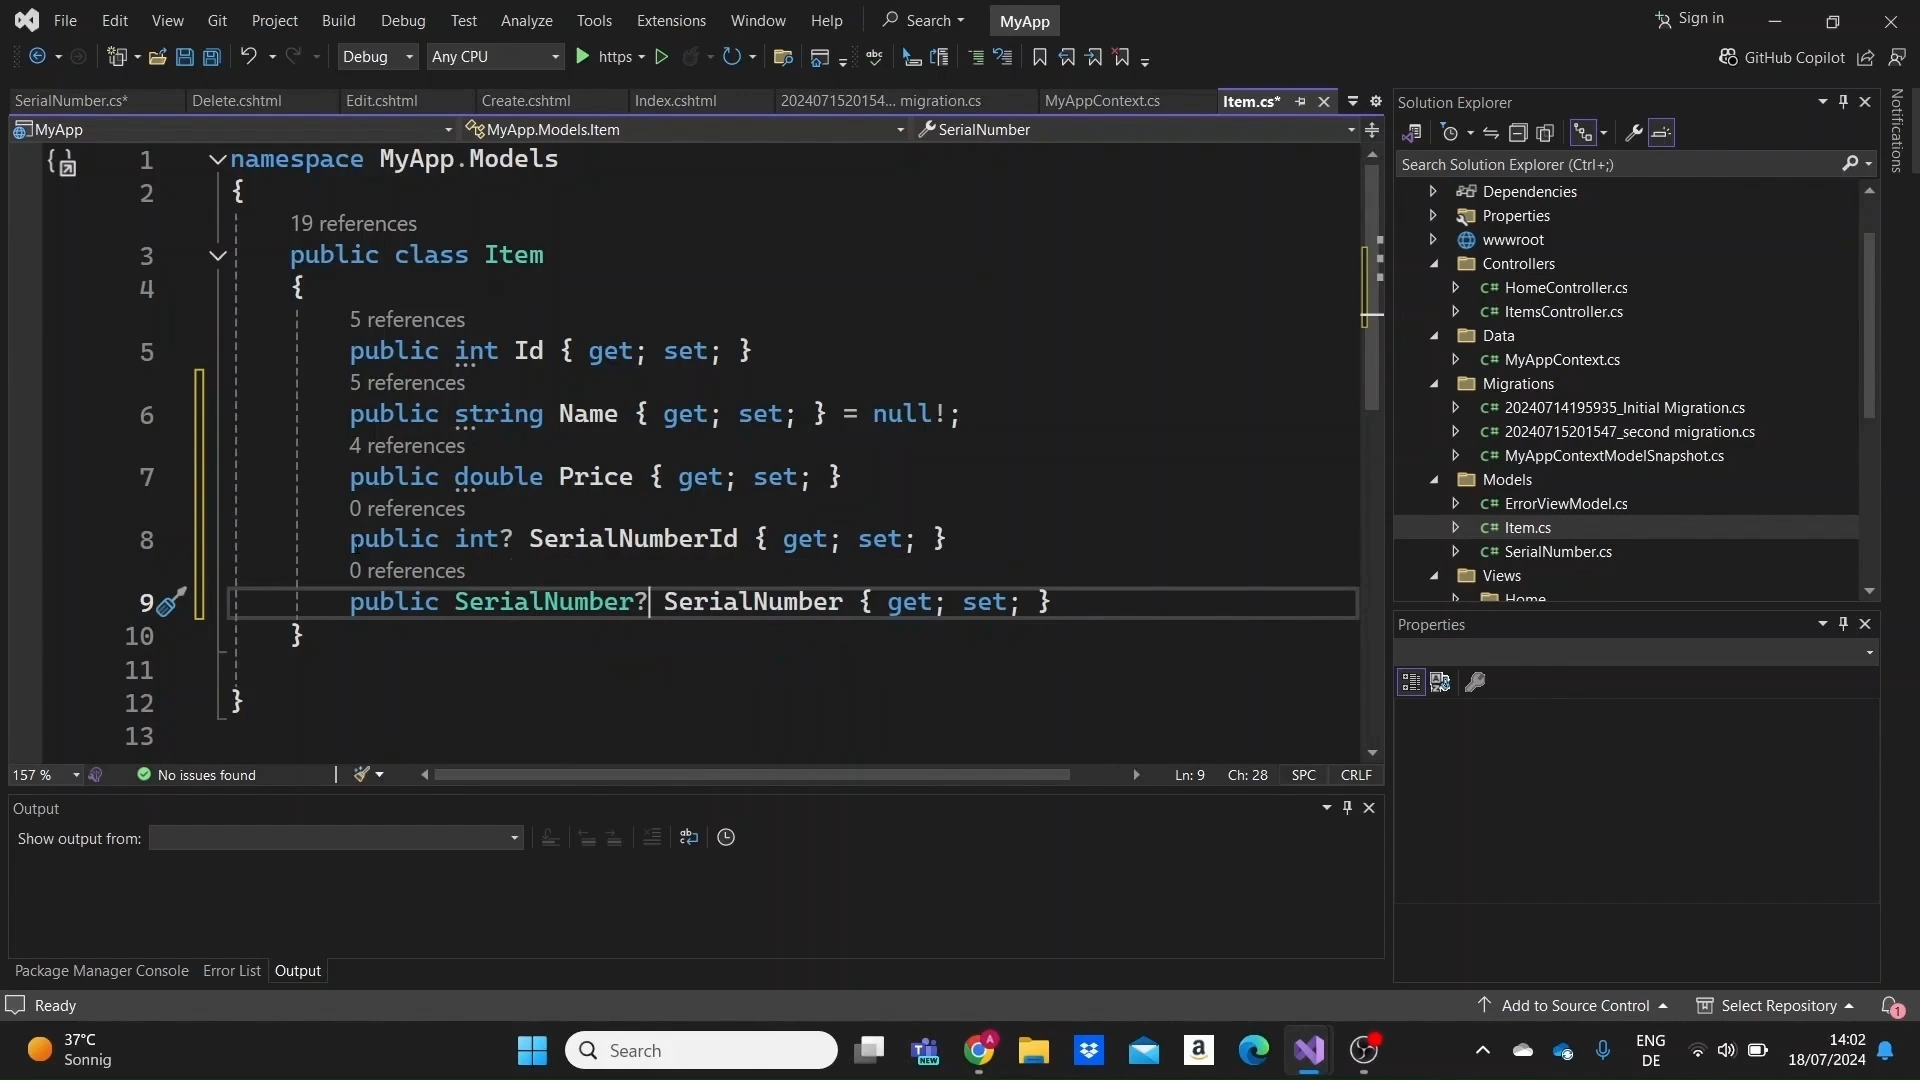 File Edit View Git Project Build Debug Test Analyze Tools Extensions Window Help Search MyApp Sign in
Debug Any CPU https GitHub Copilot
SerialNumber.cs* Delete.cshtml Edit.cshtml Create.cshtml Index.cshtml 2024071520154... migration.cs MyAppContext.cs Item.cs*
MyApp MyApp.Models.Item SerialNumber
1 namespace MyApp.Models
2 {
19 references
3 public class Item
4 {
5 references
5 public int Id { get; set; }
5 references
6 public string Name { get; set; } = null!;
4 references
7 public double Price { get; set; }
0 references
8 public int? SerialNumberId { get; set; }
0 references
9 public SerialNumber? SerialNumber { get; set; }
10 }
11
12 }
13
157 % No issues found Ln: 9 Ch: 28 SPC CRLF
Output
Show output from:
Package Manager Console Error List Output
Solution Explorer
Search Solution Explorer (Ctrl+;)
Dependencies
Properties
wwwroot
Controllers
C# HomeController.cs
C# ItemsController.cs
Data
C# MyAppContext.cs
Migrations
C# 20240714195935_Initial Migration.cs
C# 20240715201547_second migration.cs
C# MyAppContextModelSnapshot.cs
Models
C# ErrorViewModel.cs
C# Item.cs
C# SerialNumber.cs
Views
Home
Properties
Notifications
Ready Add to Source Control Select Repository 1
37°C
Sonnig
Search
NEW
A
a
ENG
DE
14:02
18/07/2024